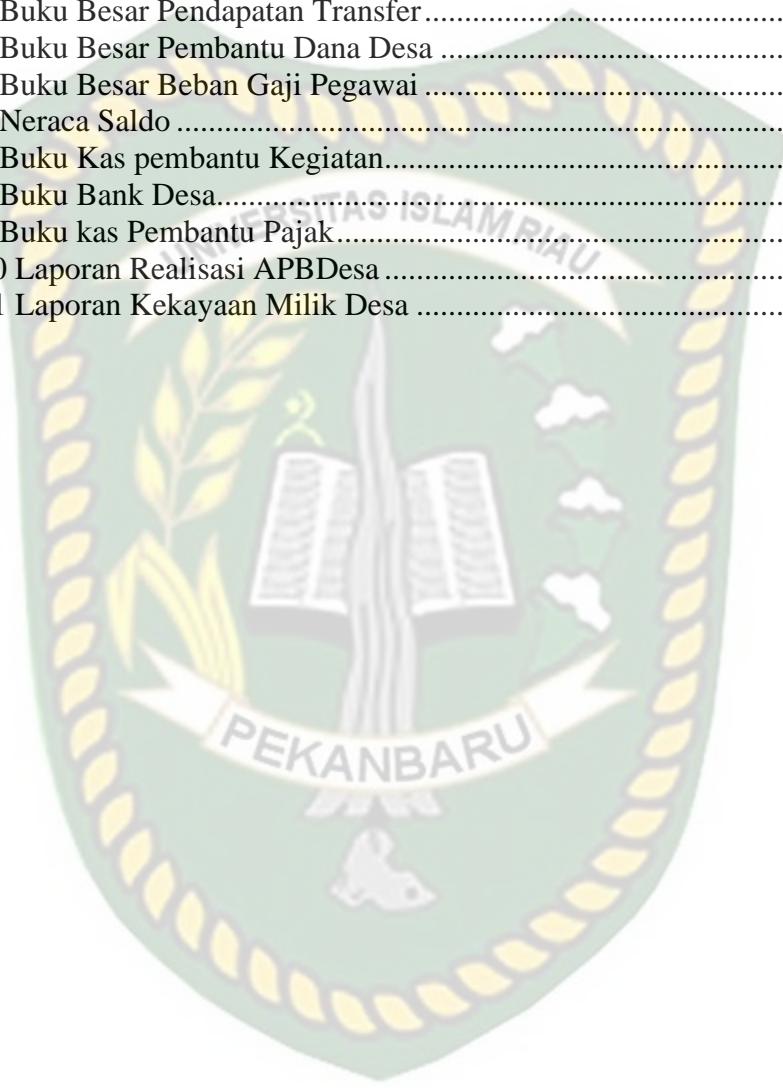 Buku Besar Pendapatan Transfer................................................
Buku Besar Pembantu Dana Desa ..............................................
Buku Besar Beban Gaji Pegawai ...............................................
Neraca Saldo ..............................................................................
Buku Kas pembantu Kegiatan.....................................................
Buku Bank Desa.........................................................................
Buku kas Pembantu Pajak...........................................................
0 Laporan Realisasi APBDesa ....................................................
1 Laporan Kekayaan Milik Desa ................................................
UNIVERSITAS ISLAM RIAU
PEKANBARU